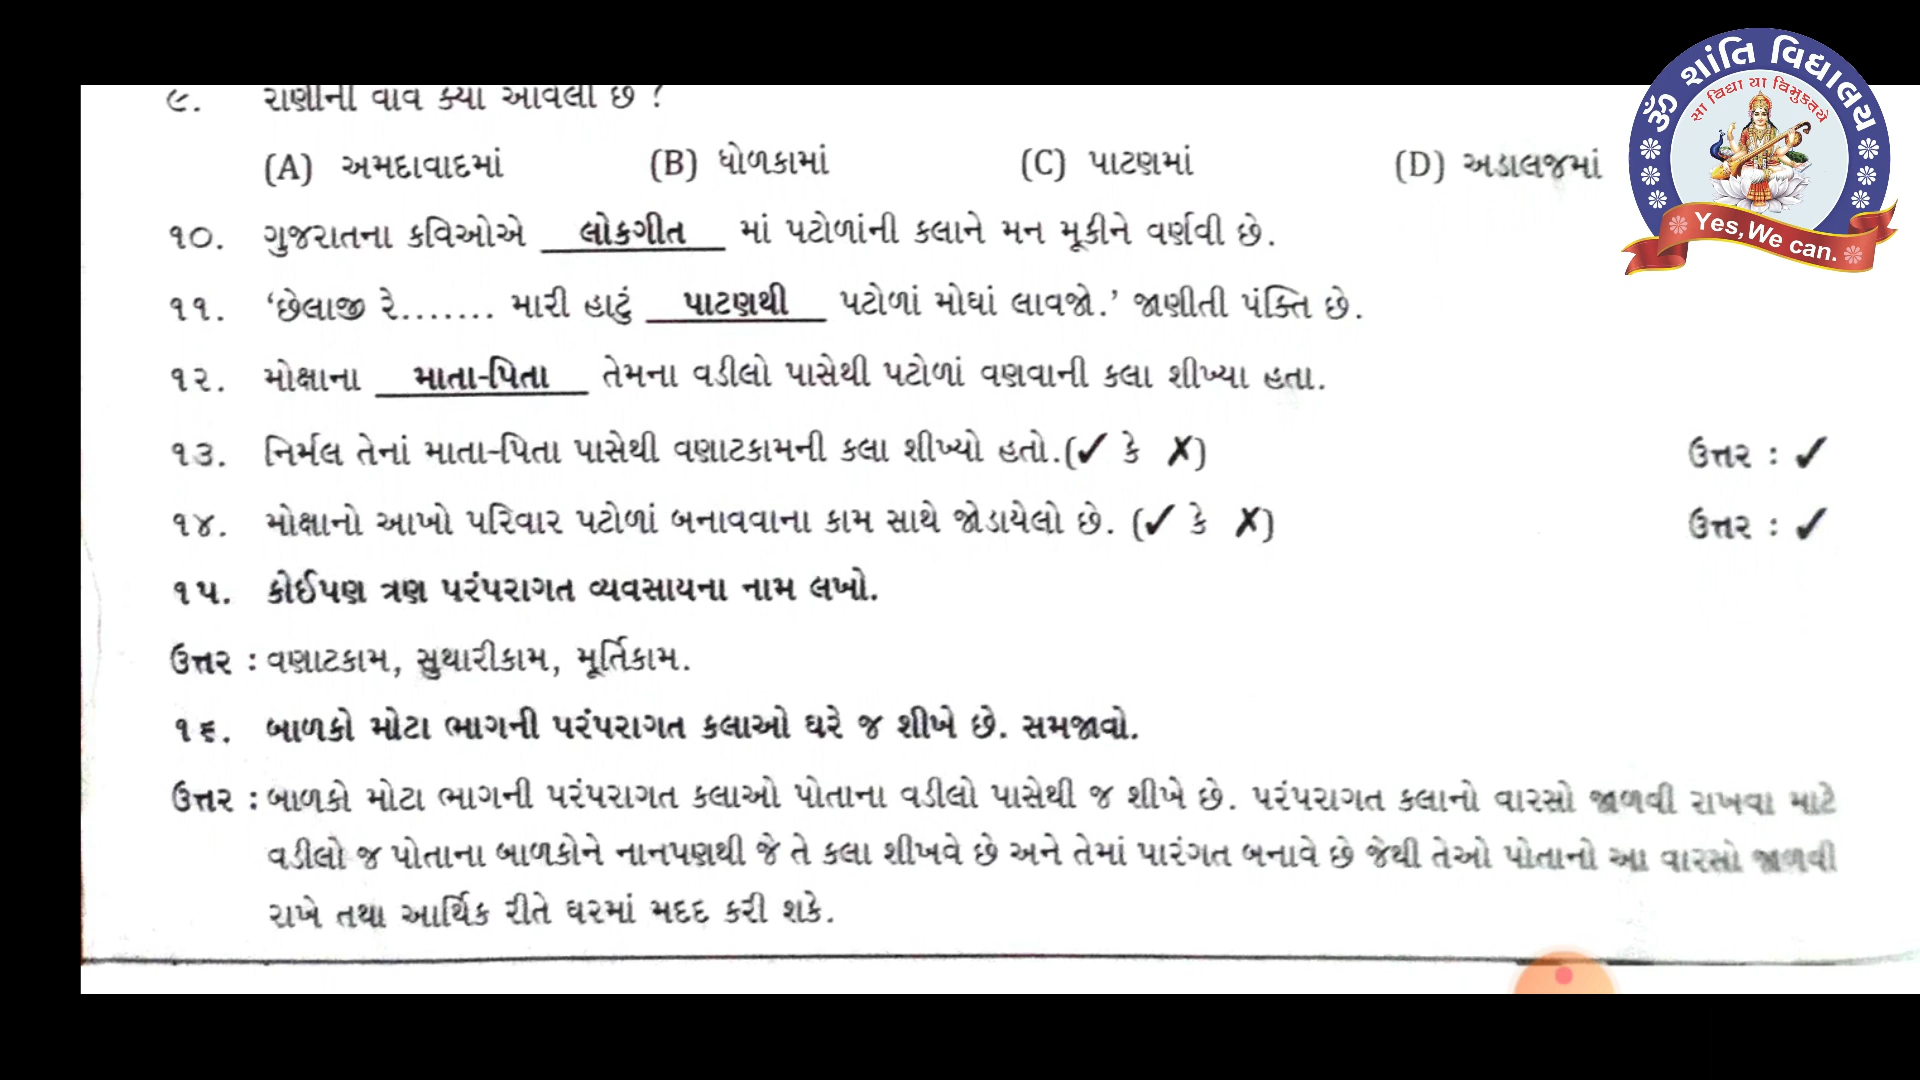 ૯. રાણીની વાવ ક્યાં આવેલી છે ?
(A) અમદાવાદમાં (B) ધોળકામાં (C) પાટણમાં (D) અડાલજમાં
૧૦. ગુજરાતના કવિઓએ લોકગીત માં પટોળાંની કલાને મન મૂકીને વર્ણવી છે.
૧૧. ‘છેલાજી રે....... મારી હાટું પાટણથી પટોળાં મોઘાં લાવજો.’ જાણીતી પંક્તિ છે.
૧૨. મોક્ષાના માતા-પિતા તેમના વડીલો પાસેથી પટોળાં વણવાની કલા શીખ્યા હતા.
૧૩. નિર્મલ તેનાં માતા-પિતા પાસેથી વણાટકામની કલા શીખ્યો હતો.(✓ કે ✗) ઉત્તર : ✓
૧૪. મોક્ષાનો આખો પરિવાર પટોળાં બનાવવાના કામ સાથે જોડાયેલો છે. (✓ કે ✗) ઉત્તર : ✓
૧૫. કોઈપણ ત્રણ પરંપરાગત વ્યવસાયના નામ લખો.
ઉત્તર : વણાટકામ, સુથારીકામ, મૂર્તિકામ.
૧૬. બાળકો મોટા ભાગની પરંપરાગત કલાઓ ઘરે જ શીખે છે. સમજાવો.
ઉત્તર : બાળકો મોટા ભાગની પરંપરાગત કલાઓ પોતાના વડીલો પાસેથી જ શીખે છે. પરંપરાગત કલાનો વારસો જાળવી રાખવા માટે
વડીલો જ પોતાના બાળકોને નાનપણથી જે તે કલા શીખવે છે અને તેમાં પારંગત બનાવે છે જેથી તેઓ પોતાનો આ વારસો જાળવી
રાખે તથા આર્થિક રીતે ઘરમાં મદદ કરી શકે.
ૐ શાંતિ વિદ્યાલય
સા વિદ્યા યા વિમુક્તયે
Yes, We can.